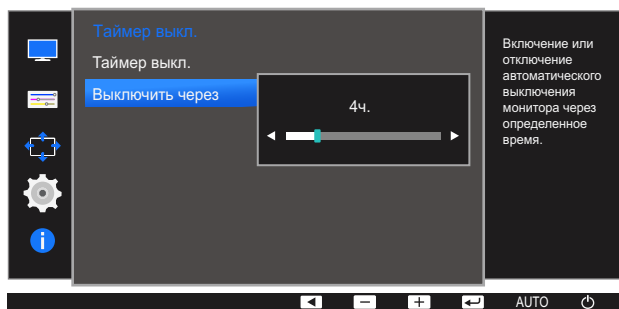 Таймер выкл.
Таймер выкл.
Выключить через
4ч.
Включение или
отключение
автоматического
выключения
монитора через
определенное
время.
AUTO